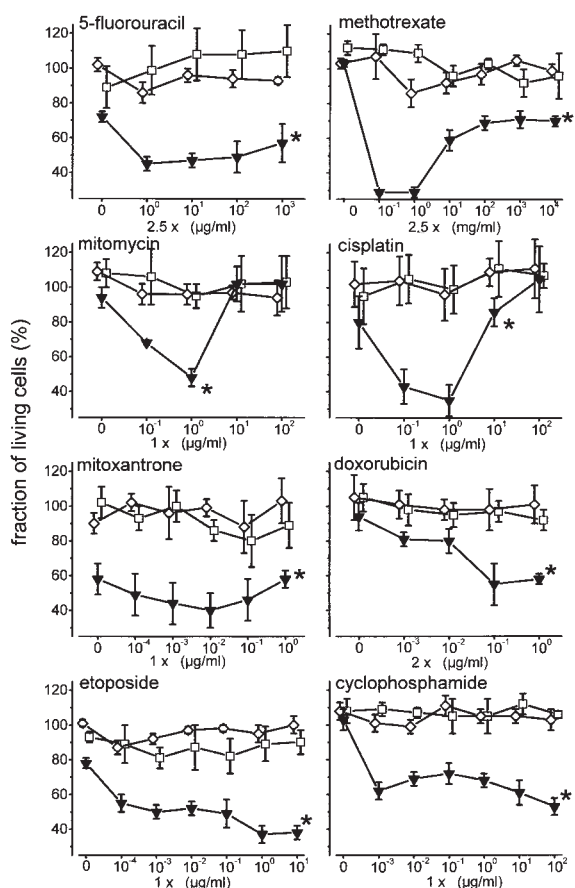 5-fluorouracil
methotrexate
120
100
80
60
40
*
*
0 10⁰ 10¹ 10² 10³
2.5 x (µg/ml)
0 10⁻¹ 10⁰ 10¹ 10² 10³ 10⁴
2.5 x (mg/ml)
mitomycin
cisplatin
120
100
80
60
40
*
*
0 10⁻¹ 10⁰ 10¹ 10²
1 x (µg/ml)
0 10⁻¹ 10⁰ 10¹ 10²
1 x (µg/ml)
fraction of living cells (%)
mitoxantrone
doxorubicin
120
100
80
60
40
*
*
0 10⁻⁴ 10⁻³ 10⁻² 10⁻¹ 10⁰
1 x (µg/ml)
0 10⁻³ 10⁻² 10⁻¹ 10⁰
2 x (µg/ml)
etoposide
cyclophosphamide
120
100
80
60
40
*
*
0 10⁻⁴ 10⁻³ 10⁻² 10⁻¹ 10⁰ 10¹
1 x (µg/ml)
0 10⁻³ 10⁻² 10⁻¹ 10⁰ 10¹ 10²
1 x (µg/ml)